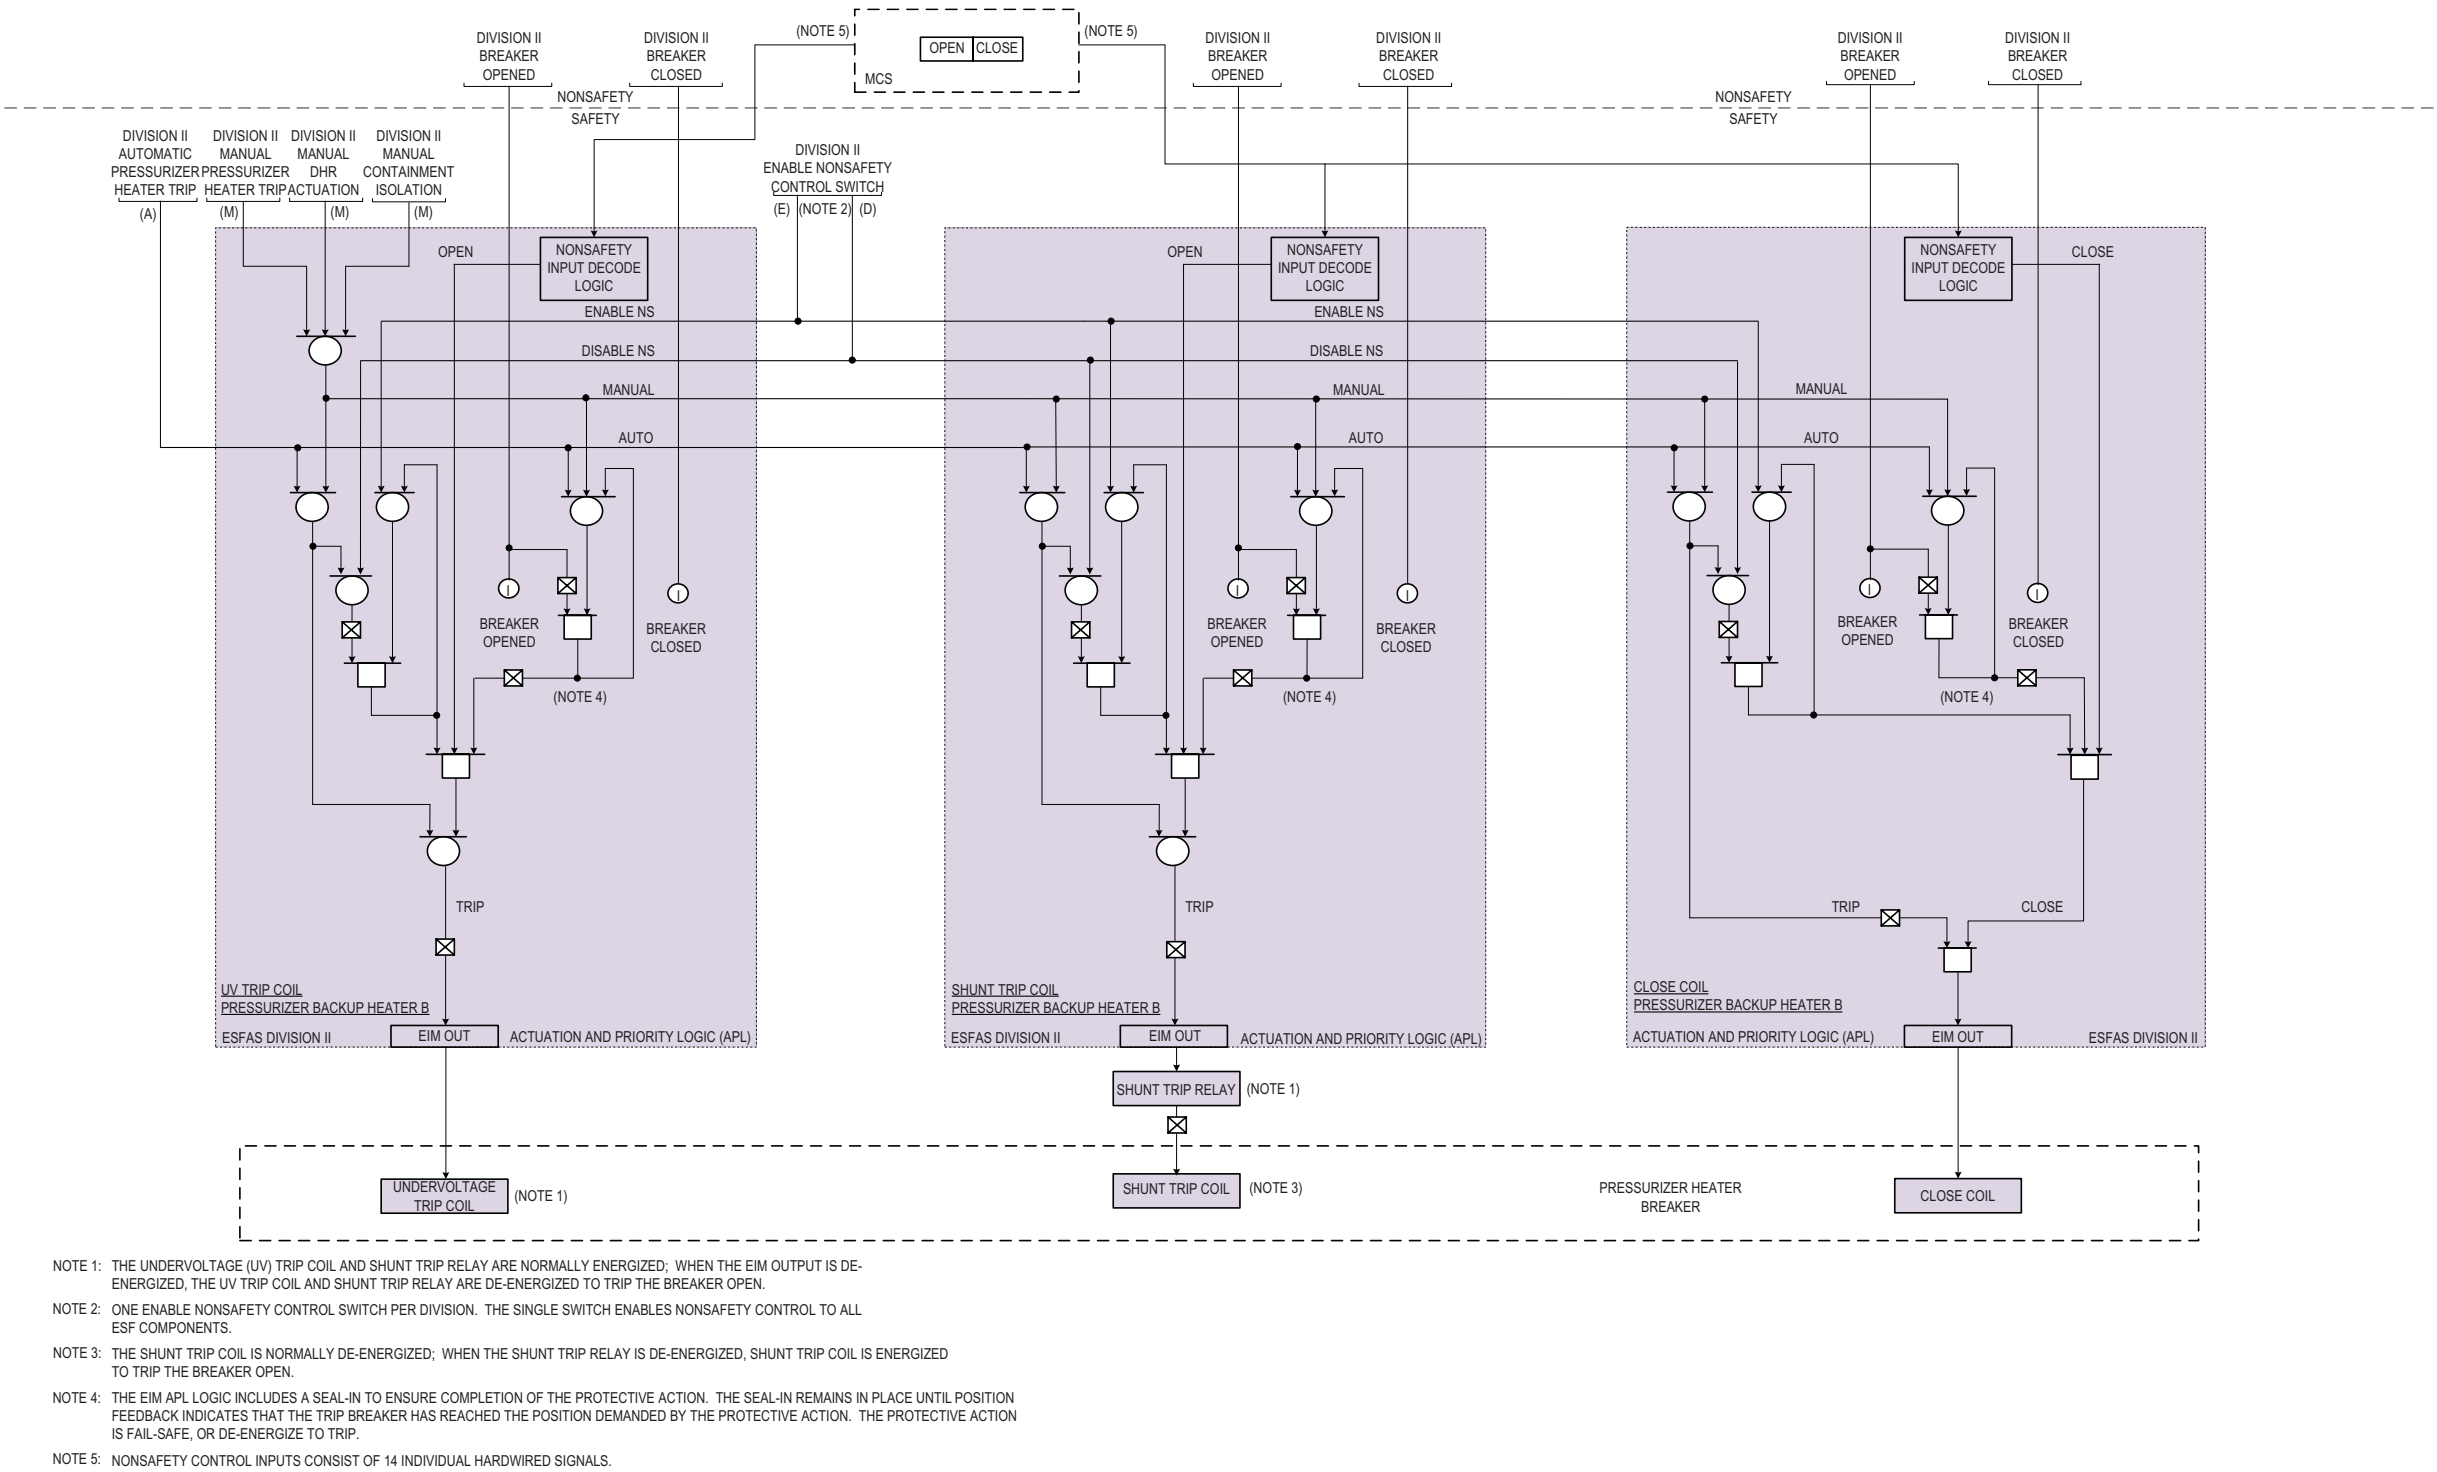 (NOTE 5)
OPEN CLOSE
MCS
(NOTE 5)
DIVISION II
BREAKER
OPENED
DIVISION II
BREAKER
CLOSED
DIVISION II
BREAKER
OPENED
DIVISION II
BREAKER
CLOSED
DIVISION II
BREAKER
OPENED
DIVISION II
BREAKER
CLOSED
NONSAFETY
SAFETY
NONSAFETY
SAFETY
DIVISION II
AUTOMATIC
PRESSURIZER
HEATER TRIP
(A)
DIVISION II
MANUAL
PRESSURIZER
HEATER TRIP
(M)
DIVISION II
MANUAL
DHR
ACTUATION
(M)
DIVISION II
MANUAL
CONTAINMENT
ISOLATION
(M)
DIVISION II
ENABLE NONSAFETY
CONTROL SWITCH
(E) (NOTE 2) (D)
OPEN
NONSAFETY
INPUT DECODE
LOGIC
ENABLE NS
DISABLE NS
MANUAL
AUTO
I
BREAKER
OPENED
I
BREAKER
CLOSED
(NOTE 4)
TRIP
UV TRIP COIL
PRESSURIZER BACKUP HEATER B
ESFAS DIVISION II
EIM OUT
ACTUATION AND PRIORITY LOGIC (APL)
OPEN
NONSAFETY
INPUT DECODE
LOGIC
ENABLE NS
DISABLE NS
MANUAL
AUTO
I
BREAKER
OPENED
I
BREAKER
CLOSED
(NOTE 4)
TRIP
SHUNT TRIP COIL
PRESSURIZER BACKUP HEATER B
ESFAS DIVISION II
EIM OUT
ACTUATION AND PRIORITY LOGIC (APL)
NONSAFETY
INPUT DECODE
LOGIC
CLOSE
MANUAL
AUTO
I
BREAKER
OPENED
I
BREAKER
CLOSED
(NOTE 4)
TRIP
CLOSE
CLOSE COIL
PRESSURIZER BACKUP HEATER B
ACTUATION AND PRIORITY LOGIC (APL)
EIM OUT
ESFAS DIVISION II
SHUNT TRIP RELAY
(NOTE 1)
UNDERVOLTAGE
TRIP COIL
(NOTE 1)
SHUNT TRIP COIL
(NOTE 3)
PRESSURIZER HEATER
BREAKER
CLOSE COIL
NOTE 1: THE UNDERVOLTAGE (UV) TRIP COIL AND SHUNT TRIP RELAY ARE NORMALLY ENERGIZED; WHEN THE EIM OUTPUT IS DE-
ENERGIZED, THE UV TRIP COIL AND SHUNT TRIP RELAY ARE DE-ENERGIZED TO TRIP THE BREAKER OPEN.
NOTE 2: ONE ENABLE NONSAFETY CONTROL SWITCH PER DIVISION. THE SINGLE SWITCH ENABLES NONSAFETY CONTROL TO ALL
ESF COMPONENTS.
NOTE 3: THE SHUNT TRIP COIL IS NORMALLY DE-ENERGIZED; WHEN THE SHUNT TRIP RELAY IS DE-ENERGIZED, SHUNT TRIP COIL IS ENERGIZED
TO TRIP THE BREAKER OPEN.
NOTE 4: THE EIM APL LOGIC INCLUDES A SEAL-IN TO ENSURE COMPLETION OF THE PROTECTIVE ACTION. THE SEAL-IN REMAINS IN PLACE UNTIL POSITION
FEEDBACK INDICATES THAT THE TRIP BREAKER HAS REACHED THE POSITION DEMANDED BY THE PROTECTIVE ACTION. THE PROTECTIVE ACTION
IS FAIL-SAFE, OR DE-ENERGIZE TO TRIP.
NOTE 5: NONSAFETY CONTROL INPUTS CONSIST OF 14 INDIVIDUAL HARDWIRED SIGNALS.